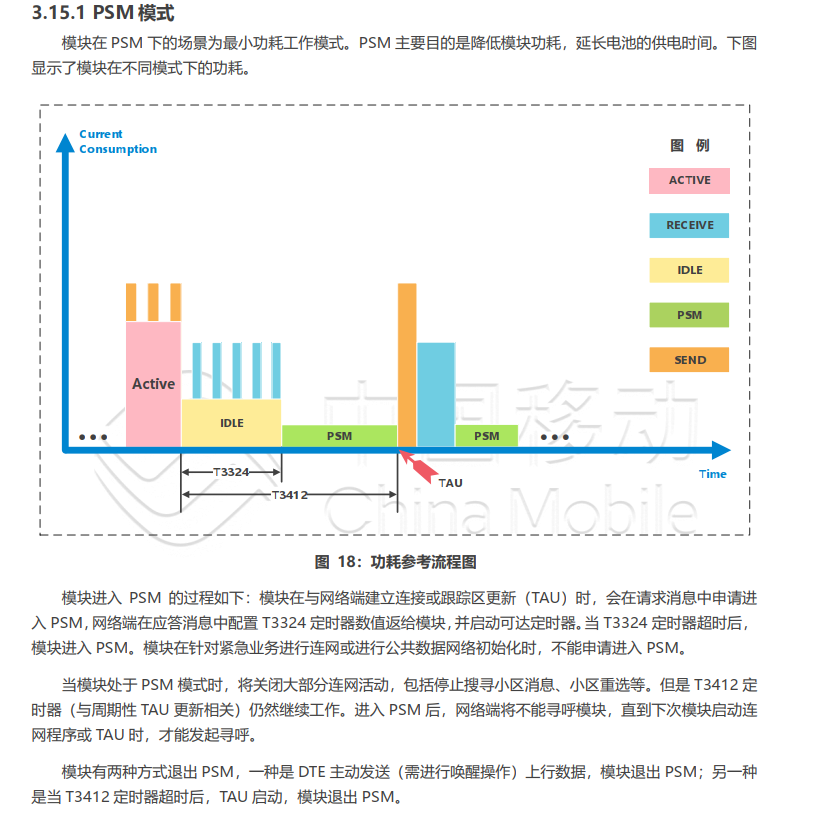 3.15.1 PSM 模式
模块在 PSM 下的场景为最小功耗工作模式。PSM 主要目的是降低模块功耗，延长电池的供电时间。下图
显示了模块在不同模式下的功耗。
Current
Consumption
图 例
ACTIVE
RECEIVE
IDLE
PSM
SEND
Active
IDLE
PSM
PSM
•••
•••
T3324
T3412
TAU
Time
中国移动
China Mobile
图 18：功耗参考流程图
模块进入 PSM 的过程如下：模块在与网络端建立连接或跟踪区更新（TAU）时，会在请求消息中申请进
入 PSM，网络端在应答消息中配置 T3324 定时器数值返给模块，并启动可达定时器。当 T3324 定时器超时后，
模块进入 PSM。模块在针对紧急业务进行连网或进行公共数据网络初始化时，不能申请进入 PSM。
当模块处于 PSM 模式时，将关闭大部分连网活动，包括停止搜寻小区消息、小区重选等。但是 T3412 定
时器（与周期性 TAU 更新相关）仍然继续工作。进入 PSM 后，网络端将不能寻呼模块，直到下次模块启动连
网程序或 TAU 时，才能发起寻呼。
模块有两种方式退出 PSM，一种是 DTE 主动发送（需进行唤醒操作）上行数据，模块退出 PSM；另一种
是当 T3412 定时器超时后，TAU 启动，模块退出 PSM。